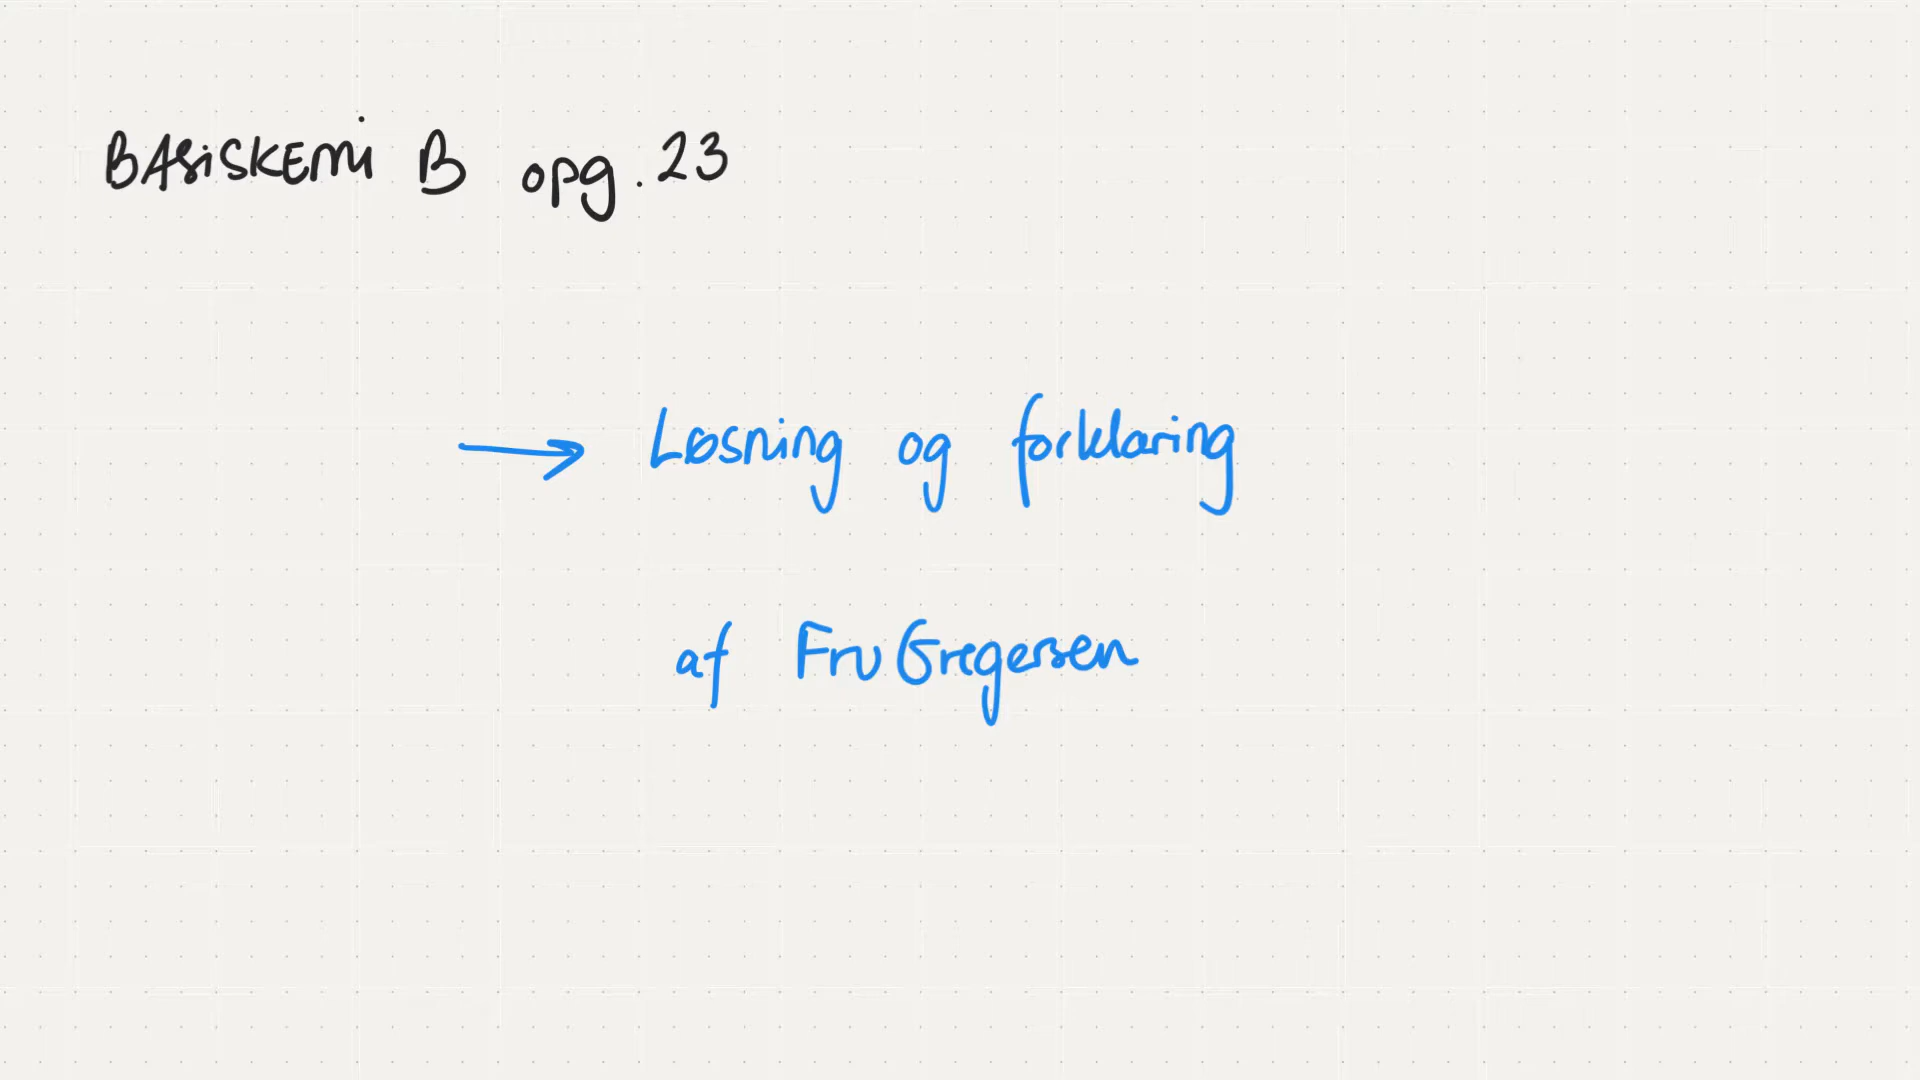 BASiSKEmi B opg. 23
→ Løsning og forklaring
af Fru Gregersen